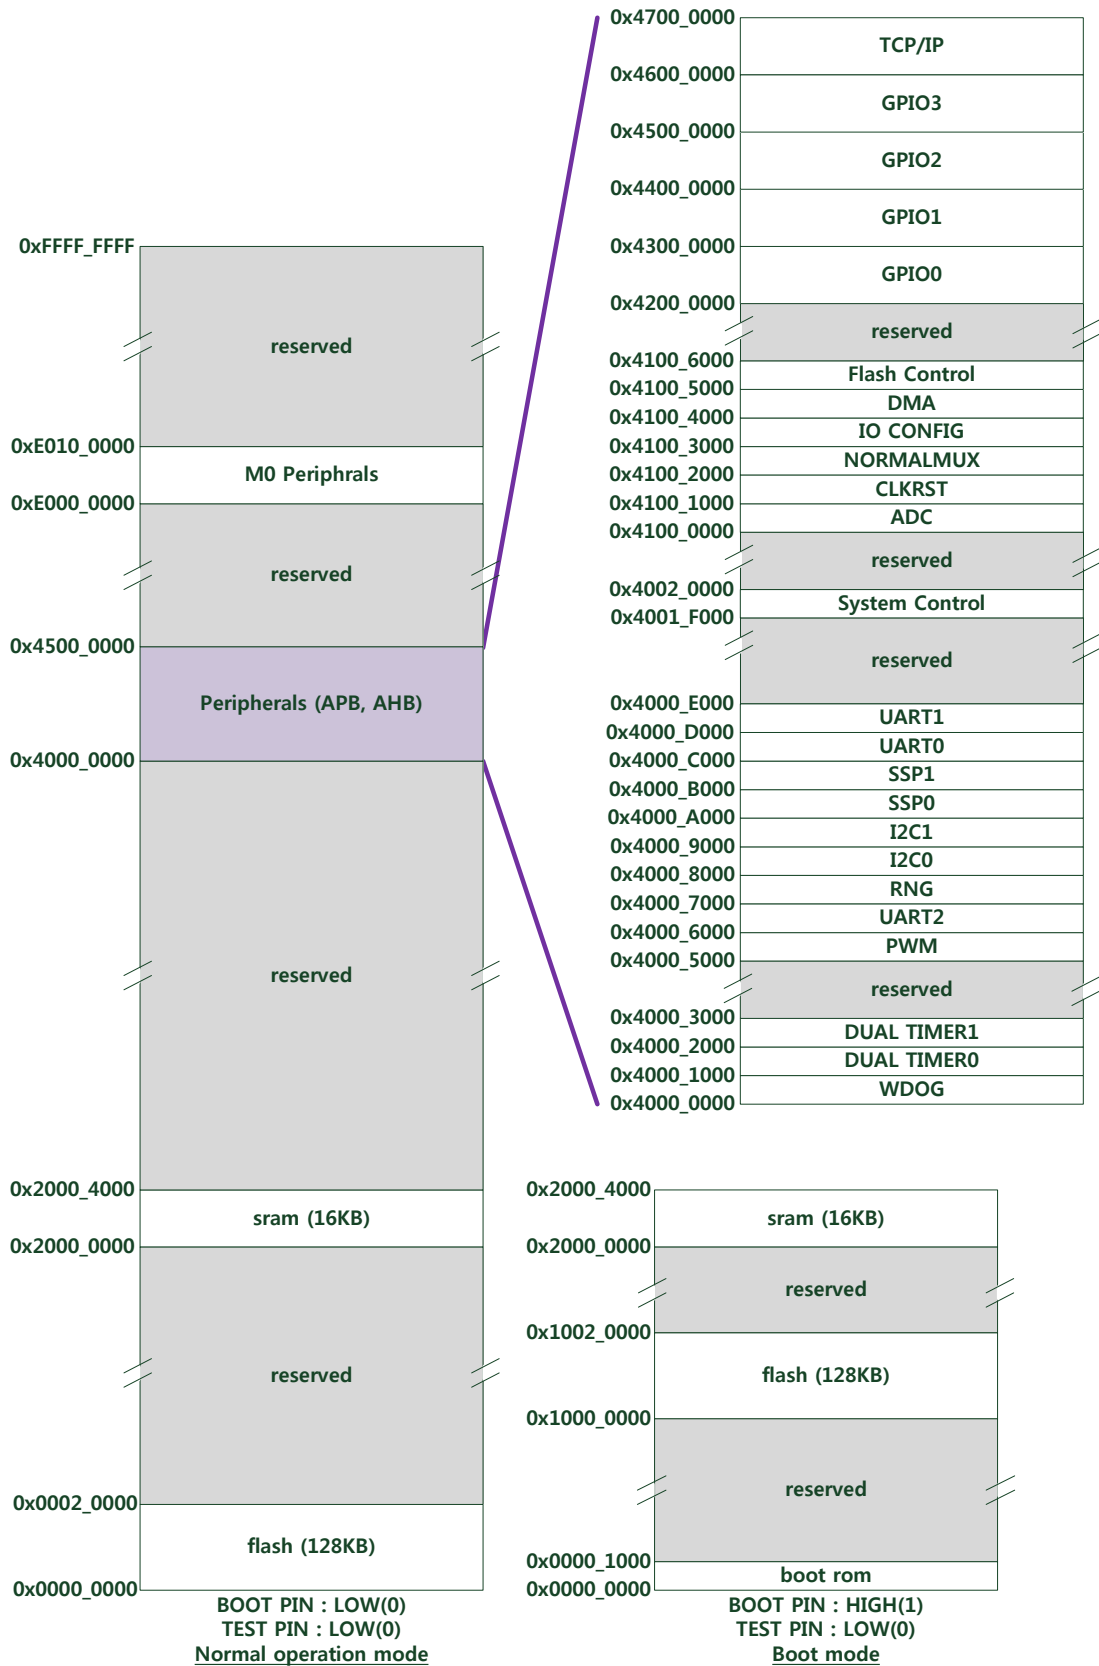 0xFFFF_FFFF
reserved
0xE010_0000
M0 Periphrals
0xE000_0000
reserved
0x4500_0000
Peripherals (APB, AHB)
0x4000_0000
reserved
0x2000_4000
sram (16KB)
0x2000_0000
reserved
0x0002_0000
flash (128KB)
0x0000_0000
BOOT PIN : LOW(0)
TEST PIN : LOW(0)
Normal operation mode
0x4700_0000
TCP/IP
0x4600_0000
GPIO3
0x4500_0000
GPIO2
0x4400_0000
GPIO1
0x4300_0000
GPIO0
0x4200_0000
reserved
0x4100_6000
Flash Control
0x4100_5000
DMA
0x4100_4000
IO CONFIG
0x4100_3000
NORMALMUX
0x4100_2000
CLKRST
0x4100_1000
ADC
0x4100_0000
reserved
0x4002_0000
System Control
0x4001_F000
reserved
0x4000_E000
UART1
0x4000_D000
UART0
0x4000_C000
SSP1
0x4000_B000
SSP0
0x4000_A000
I2C1
0x4000_9000
I2C0
0x4000_8000
RNG
0x4000_7000
UART2
0x4000_6000
PWM
0x4000_5000
reserved
0x4000_3000
DUAL TIMER1
0x4000_2000
DUAL TIMER0
0x4000_1000
WDOG
0x4000_0000
0x2000_4000
sram (16KB)
0x2000_0000
reserved
0x1002_0000
flash (128KB)
0x1000_0000
reserved
0x0000_1000
boot rom
0x0000_0000
BOOT PIN : HIGH(1)
TEST PIN : LOW(0)
Boot mode